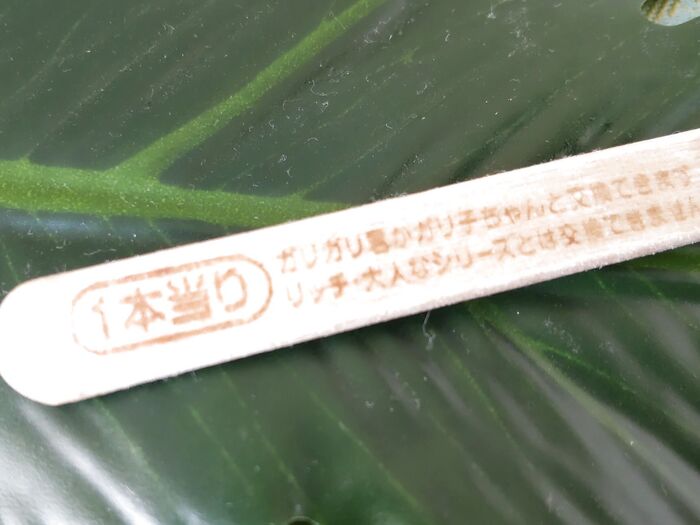 1本当り
ガリガリ君かガリ子ちゃんと交換できます
リッチ・大人なシリーズとは交換できません